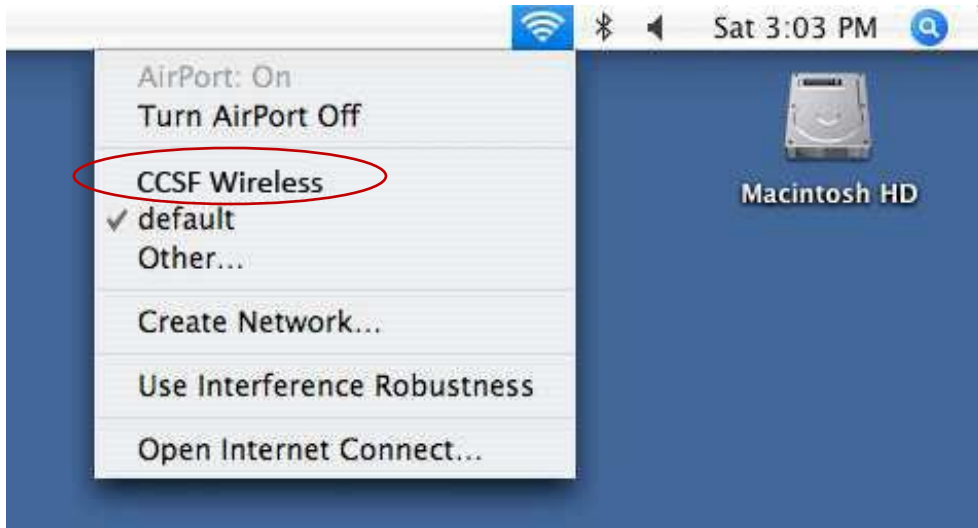 Sat 3:03 PM
AirPort: On
Turn AirPort Off
CCSF Wireless
default
Other...
Create Network...
Use Interference Robustness
Open Internet Connect...
Macintosh HD